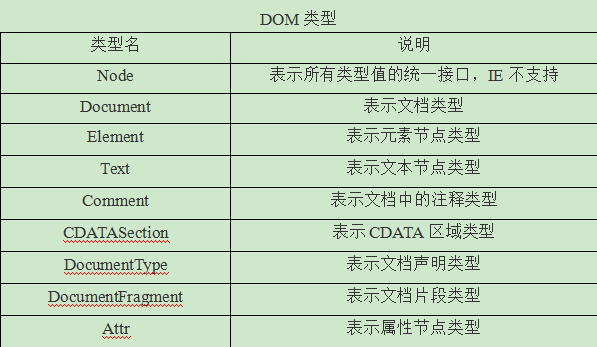 DOM 类型
类型名 说明
Node 表示所有类型值的统一接口，IE 不支持
Document 表示文档类型
Element 表示元素节点类型
Text 表示文本节点类型
Comment 表示文档中的注释类型
CDATASection 表示 CDATA 区域类型
DocumentType 表示文档声明类型
DocumentFragment 表示文档片段类型
Attr 表示属性节点类型